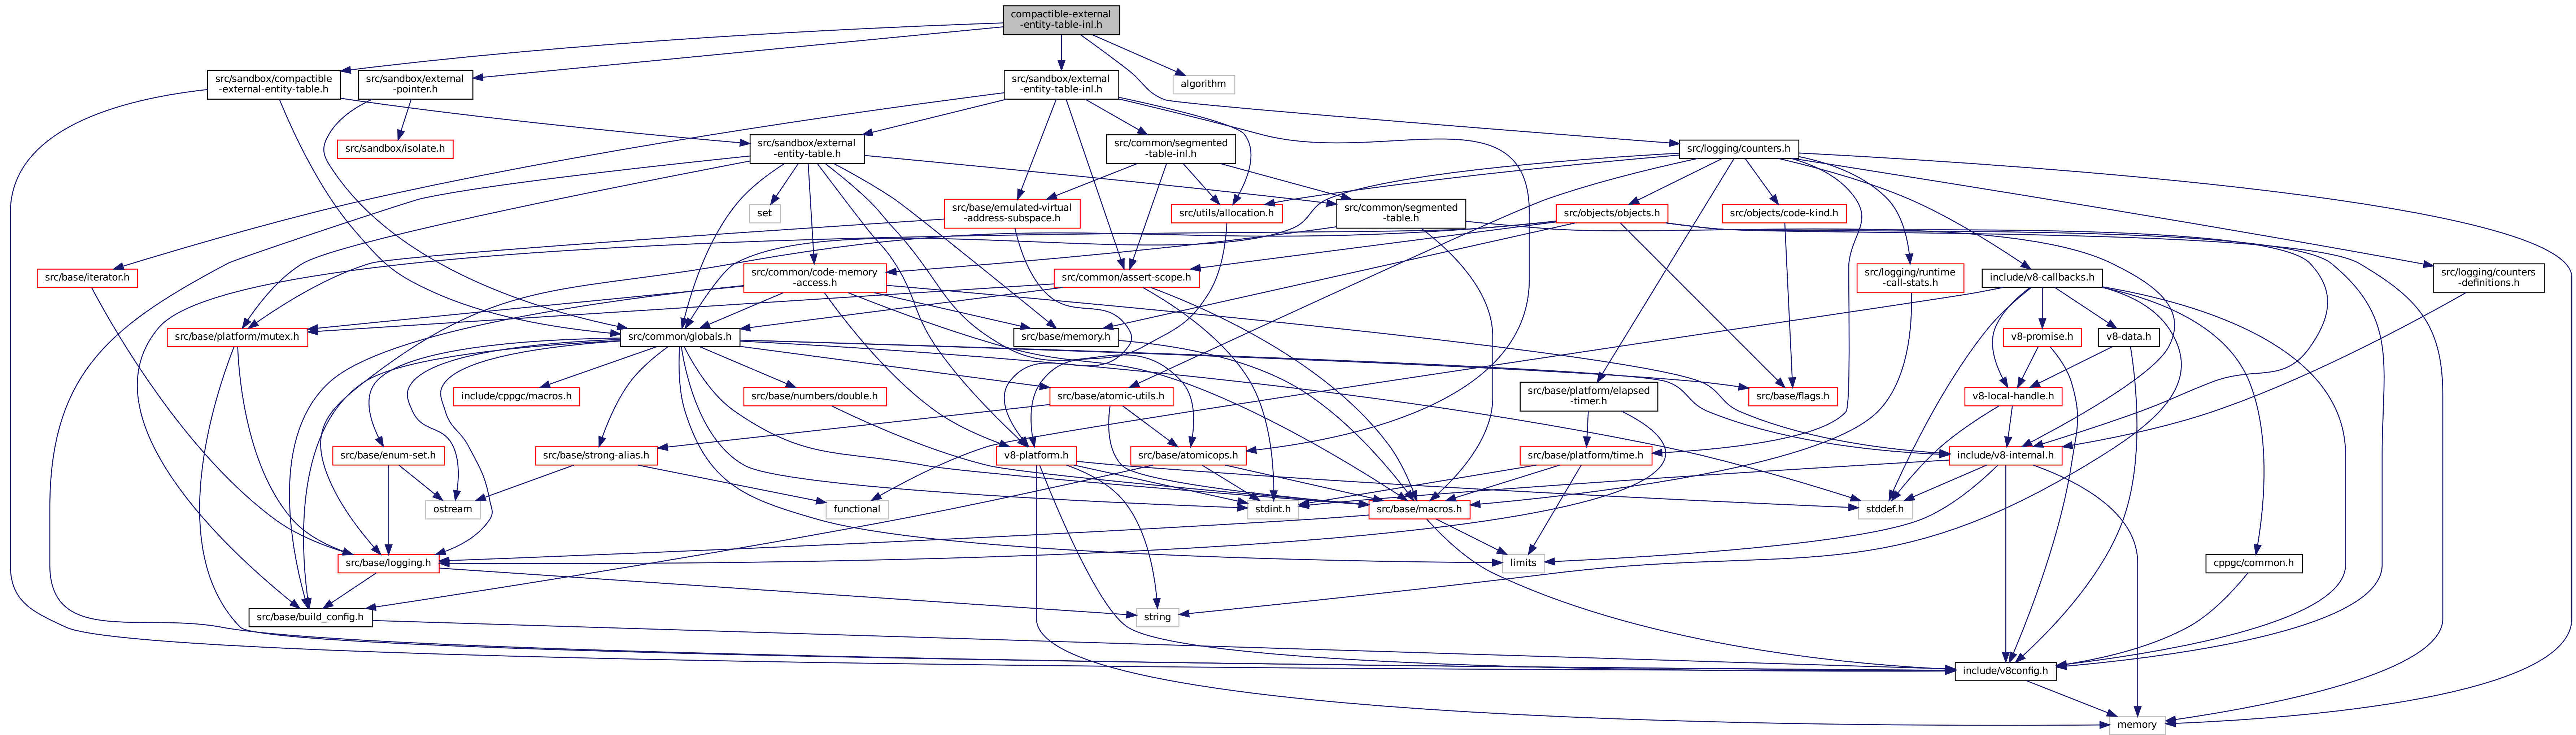 compactible-external
-entity-table-inl.h
src/sandbox/compactible
-external-entity-table.h
src/sandbox/external
-pointer.h
src/sandbox/external
-entity-table-inl.h
algorithm
src/sandbox/isolate.h
src/sandbox/external
-entity-table.h
src/common/segmented
-table-inl.h
src/logging/counters.h
set
src/base/emulated-virtual
-address-subspace.h
src/utils/allocation.h
src/common/segmented
-table.h
src/objects/objects.h
src/objects/code-kind.h
src/base/iterator.h
src/common/code-memory
-access.h
src/common/assert-scope.h
src/logging/runtime
-call-stats.h
include/v8-callbacks.h
src/logging/counters
-definitions.h
src/base/platform/mutex.h
src/common/globals.h
src/base/memory.h
v8-promise.h
v8-data.h
include/cppgc/macros.h
src/base/numbers/double.h
src/base/atomic-utils.h
src/base/platform/elapsed
-timer.h
src/base/flags.h
v8-local-handle.h
src/base/enum-set.h
src/base/strong-alias.h
v8-platform.h
src/base/atomicops.h
src/base/platform/time.h
include/v8-internal.h
ostream
functional
stdint.h
src/base/macros.h
stddef.h
src/base/logging.h
limits
cppgc/common.h
src/base/build_config.h
string
include/v8config.h
memory